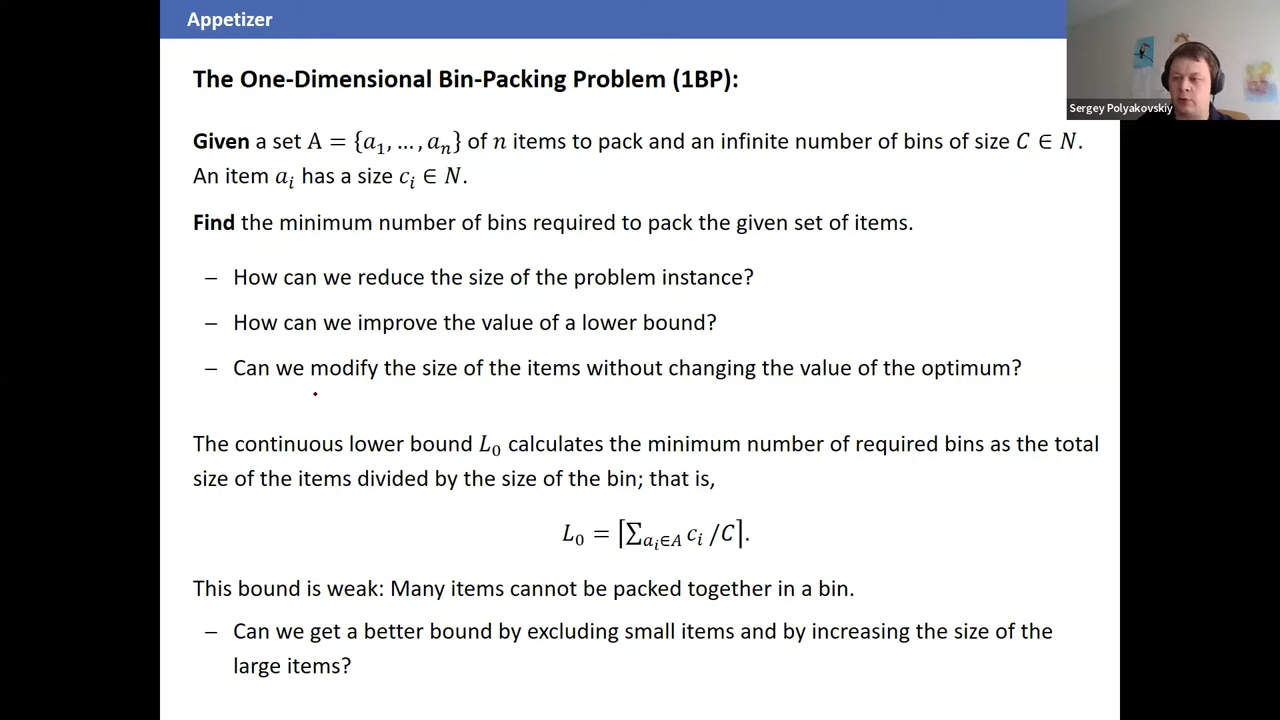 Appetizer
Sergey Polyakovskiy
The One-Dimensional Bin-Packing Problem (1BP):
Given a set A = {a₁, …, aₙ} of n items to pack and an infinite number of bins of size C ∈ N.
An item aᵢ has a size cᵢ ∈ N.
Find the minimum number of bins required to pack the given set of items.
– How can we reduce the size of the problem instance?
– How can we improve the value of a lower bound?
– Can we modify the size of the items without changing the value of the optimum?
The continuous lower bound L₀ calculates the minimum number of required bins as the total
size of the items divided by the size of the bin; that is,
L₀ = ⌈∑_{aᵢ∈A} cᵢ /C⌉.
This bound is weak: Many items cannot be packed together in a bin.
– Can we get a better bound by excluding small items and by increasing the size of the
large items?